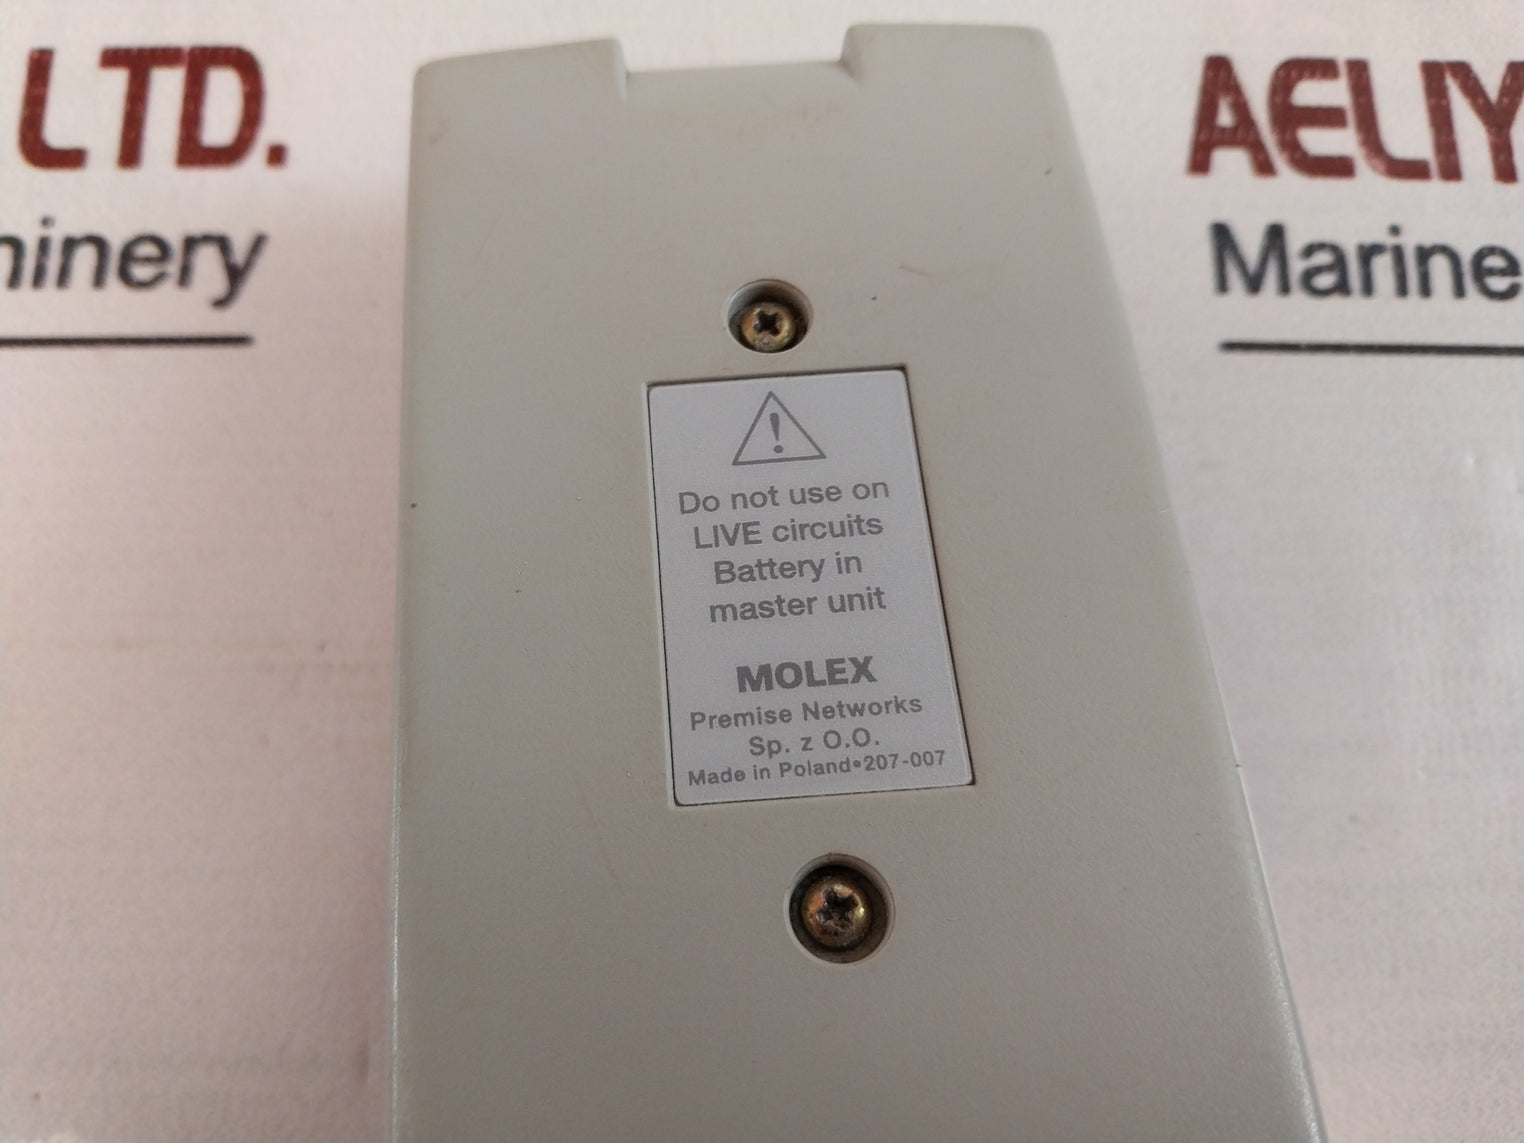 LTD.
AELIY
Marine
Do not use on
LIVE circuits
Battery in
master unit
MOLEX
Premise Networks
Sp. z O.O.
Made in Poland•207-007